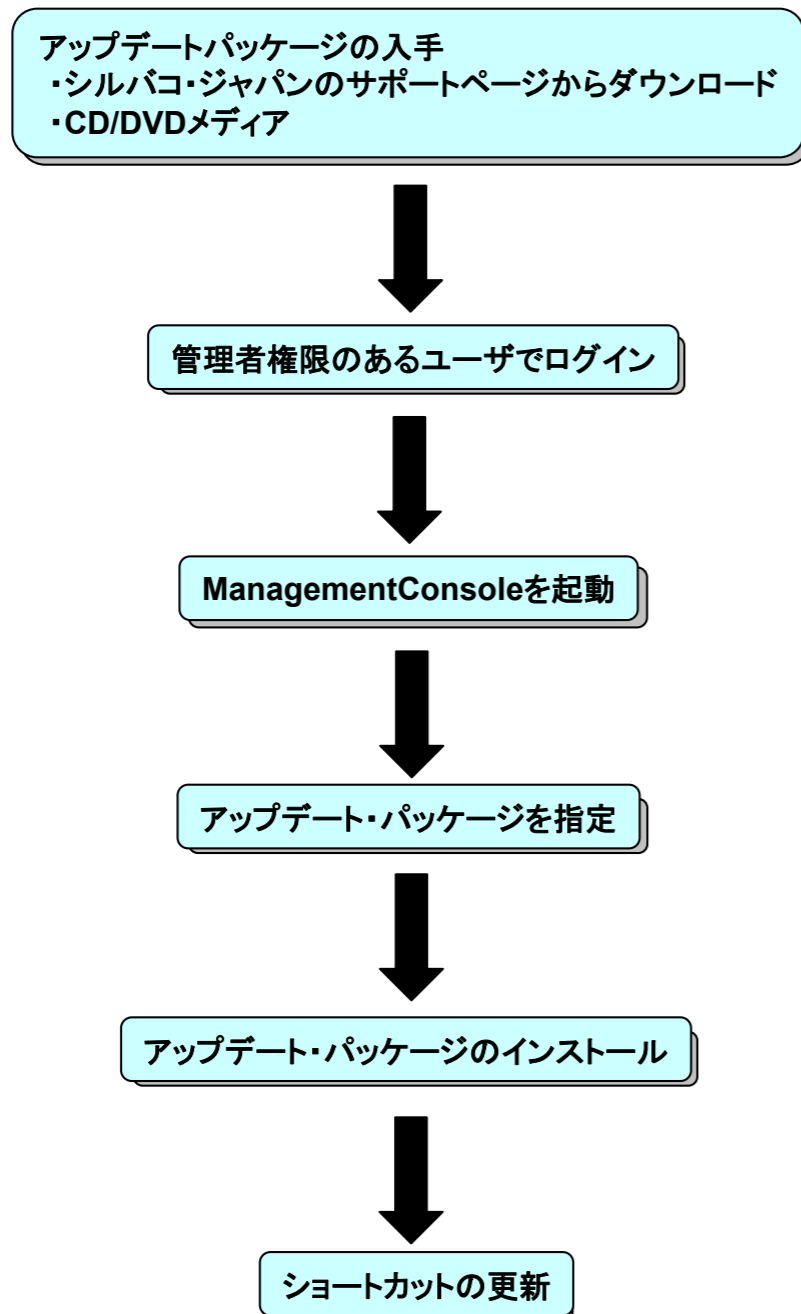 アップデートパッケージの入手
・シルバコ・ジャパンのサポートページからダウンロード
・CD/DVDメディア
管理者権限のあるユーザでログイン
ManagementConsoleを起動
アップデート・パッケージを指定
アップデート・パッケージのインストール
ショートカットの更新